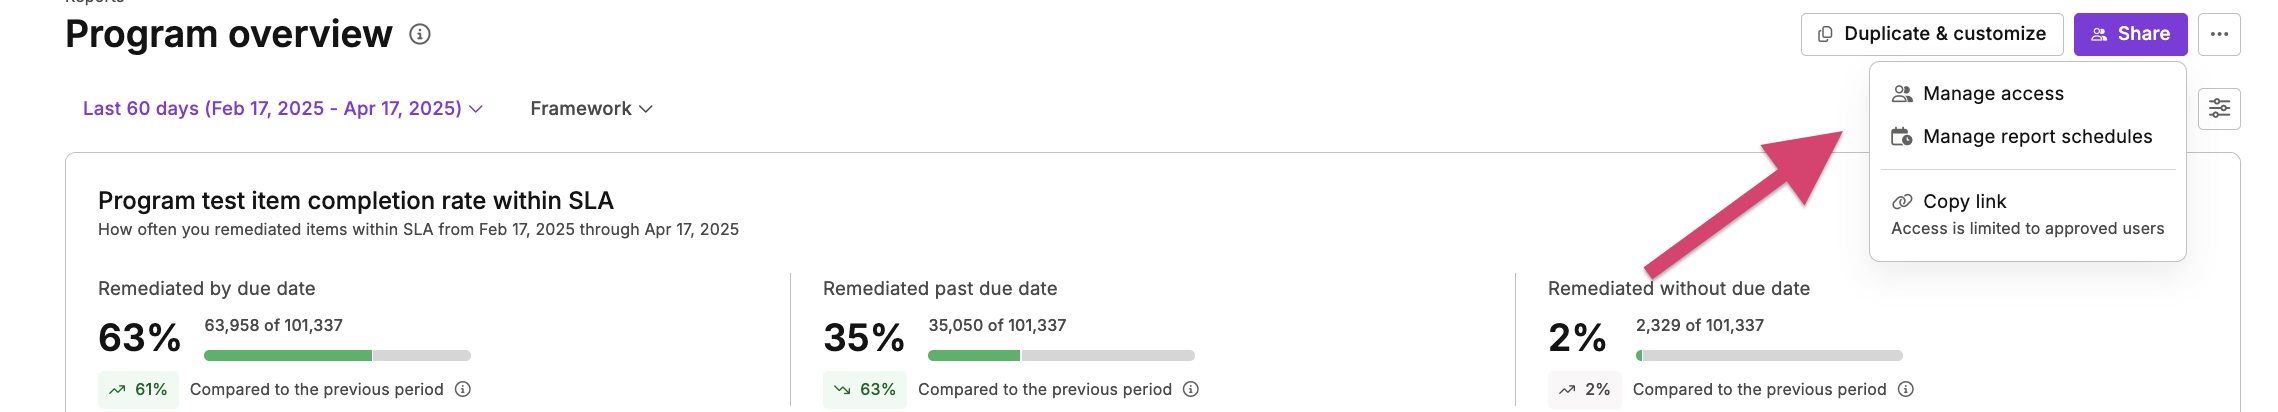 Reports
Program overview
Duplicate & customize
Share
Manage access
Manage report schedules
Copy link
Access is limited to approved users
Last 60 days (Feb 17, 2025 - Apr 17, 2025)
Framework
Program test item completion rate within SLA
How often you remediated items within SLA from Feb 17, 2025 through Apr 17, 2025
Remediated by due date
63%
63,958 of 101,337
61%
Compared to the previous period
Remediated past due date
35%
35,050 of 101,337
63%
Compared to the previous period
Remediated without due date
2%
2,329 of 101,337
2%
Compared to the previous period